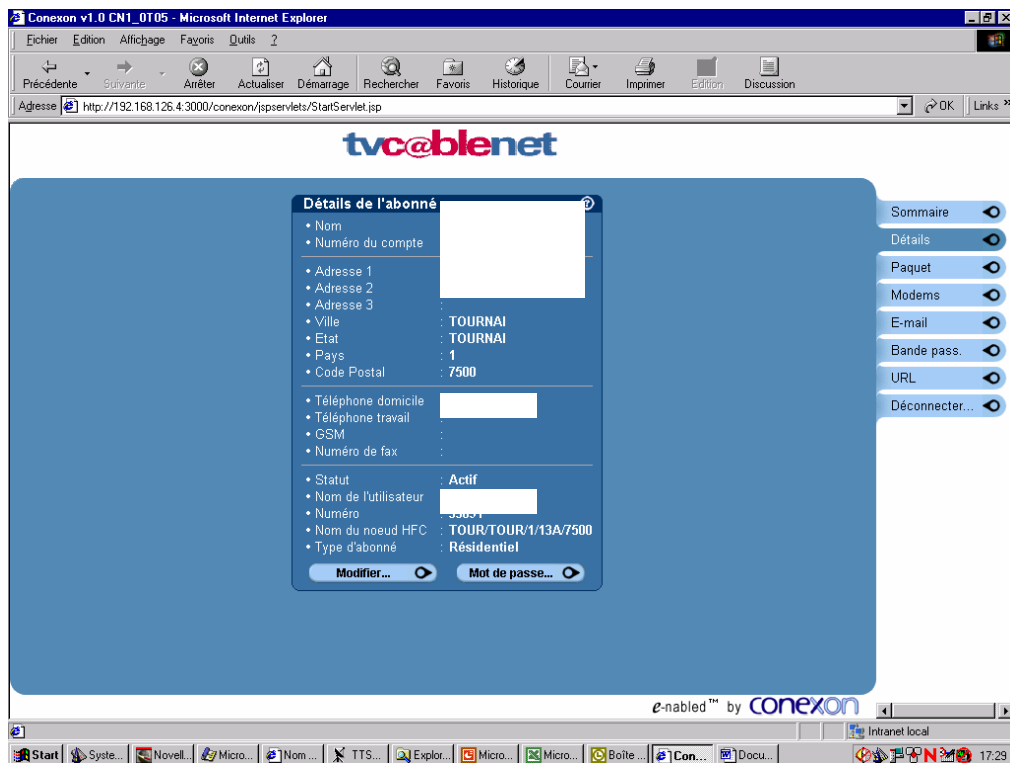 Conexon v1.0 CN1_0T05 - Microsoft Internet Explorer
Eichier Edition Affichage Favoris Outils ?
Précédente Suivante Arrêter Actualiser Démarrage Rechercher Favoris Historique Courrier Imprimer Edition Discussion
Adresse http://192.168.126.4:3000/conexon/jspservlets/StartServlet.jsp OK Links »
tvc@blenet
Détails de l'abonné
• Nom
• Numéro du compte
• Adresse 1
• Adresse 2
• Adresse 3 :
• Ville : TOURNAI
• Etat : TOURNAI
• Pays : 1
• Code Postal : 7500
• Téléphone domicile
• Téléphone travail :
• GSM :
• Numéro de fax :
• Statut : Actif
• Nom de l'utilisateur
• Numéro :
• Nom du noeud HFC : TOUR/TOUR/1/13A/7500
• Type d'abonné : Résidentiel
Modifier... Mot de passe...
Sommaire
Détails
Paquet
Modems
E-mail
Bande pass.
URL
Déconnecter...
e-nabled™ by conexon
Intranet local
Start Syste... Novell... Micro... Nom ... TTS... Explor... Micro... Micro... Boîte ... Con... Docu... 17:29